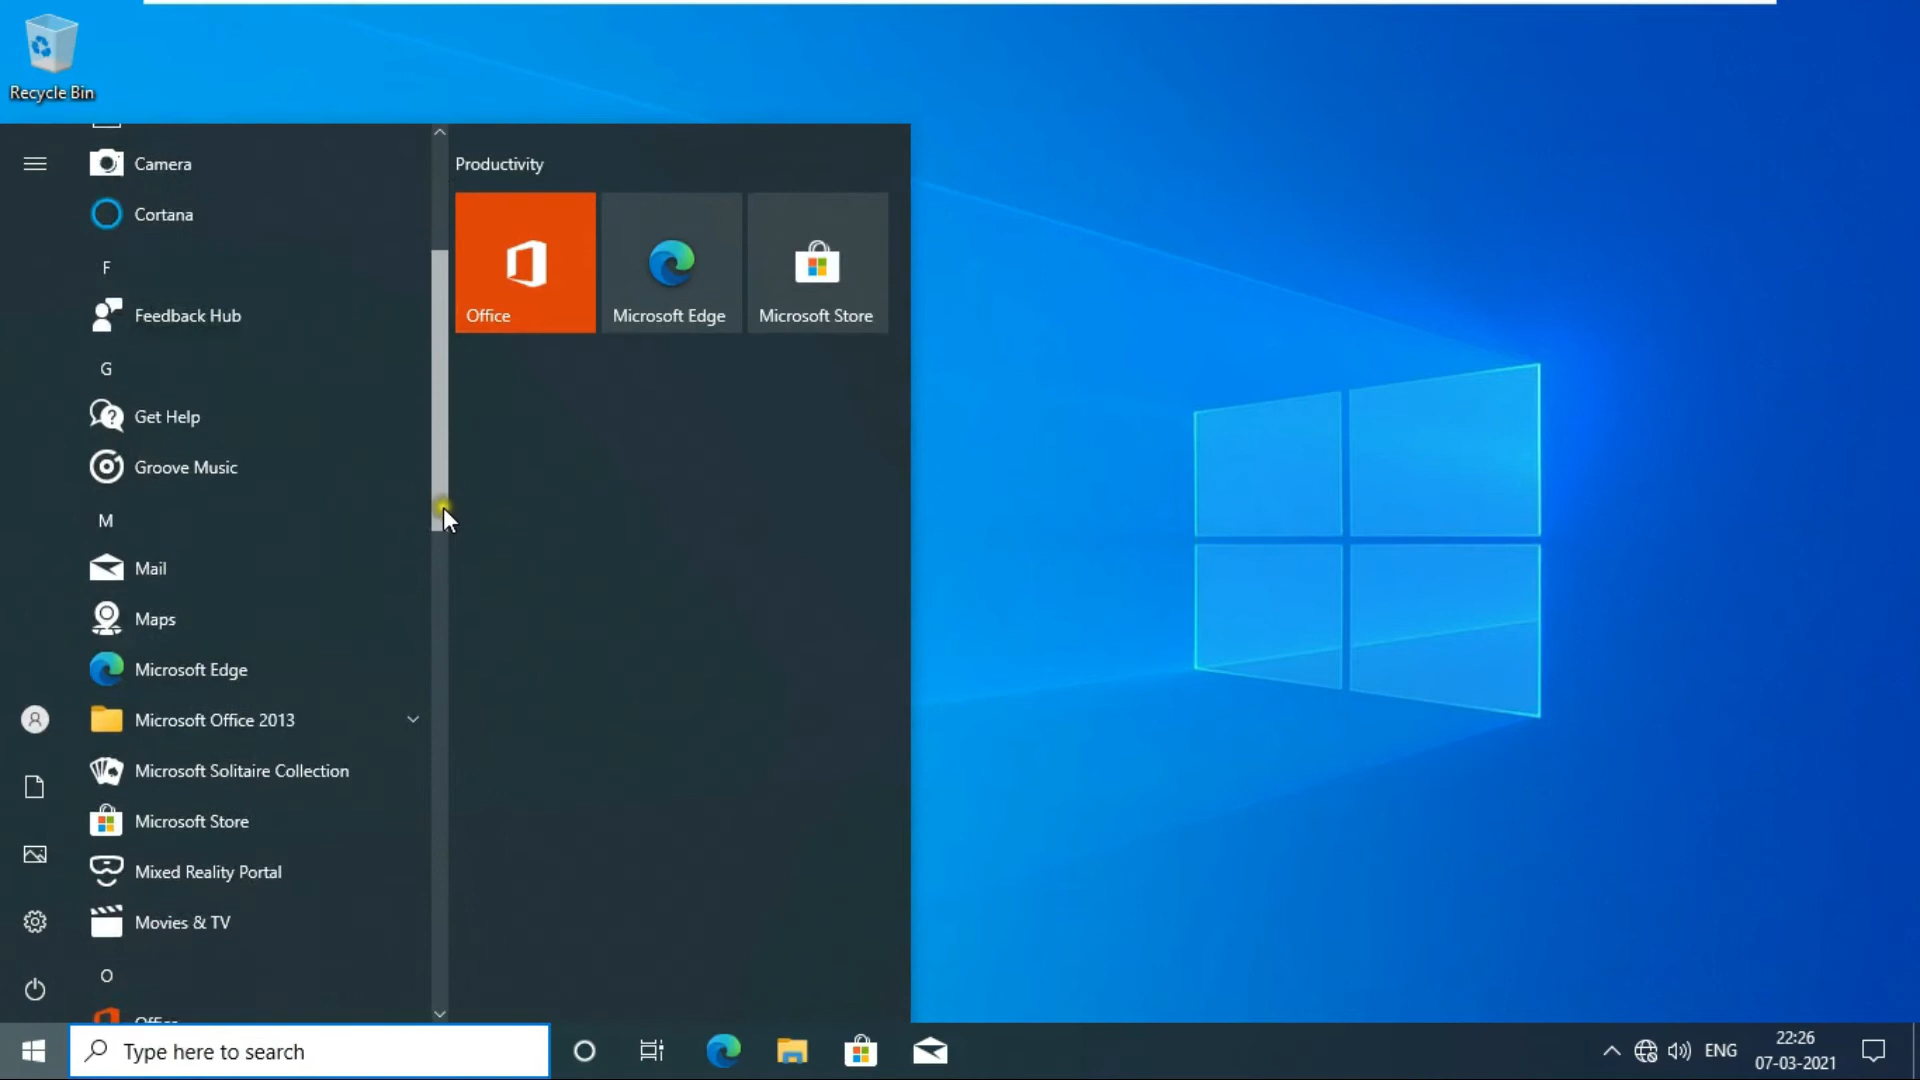 Recycle Bin
Camera
Cortana
F
Feedback Hub
G
Get Help
Groove Music
M
Mail
Maps
Microsoft Edge
Microsoft Office 2013
Microsoft Solitaire Collection
Microsoft Store
Mixed Reality Portal
Movies & TV
O
Office
Productivity
Office
Microsoft Edge
Microsoft Store
Type here to search
ENG
22:26
07-03-2021